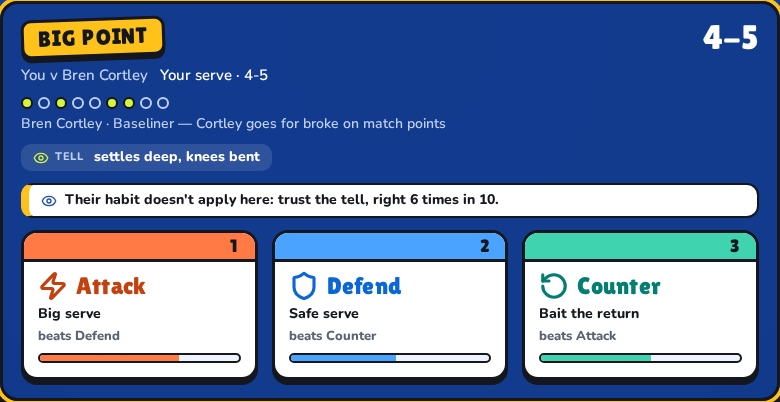 BIG POINT
4–5
You v Bren Cortley Your serve · 4-5
Bren Cortley · Baseliner — Cortley goes for broke on match points
TELL settles deep, knees bent
Their habit doesn't apply here: trust the tell, right 6 times in 10.
1
Attack
Big serve
beats Defend
2
Defend
Safe serve
beats Counter
3
Counter
Bait the return
beats Attack